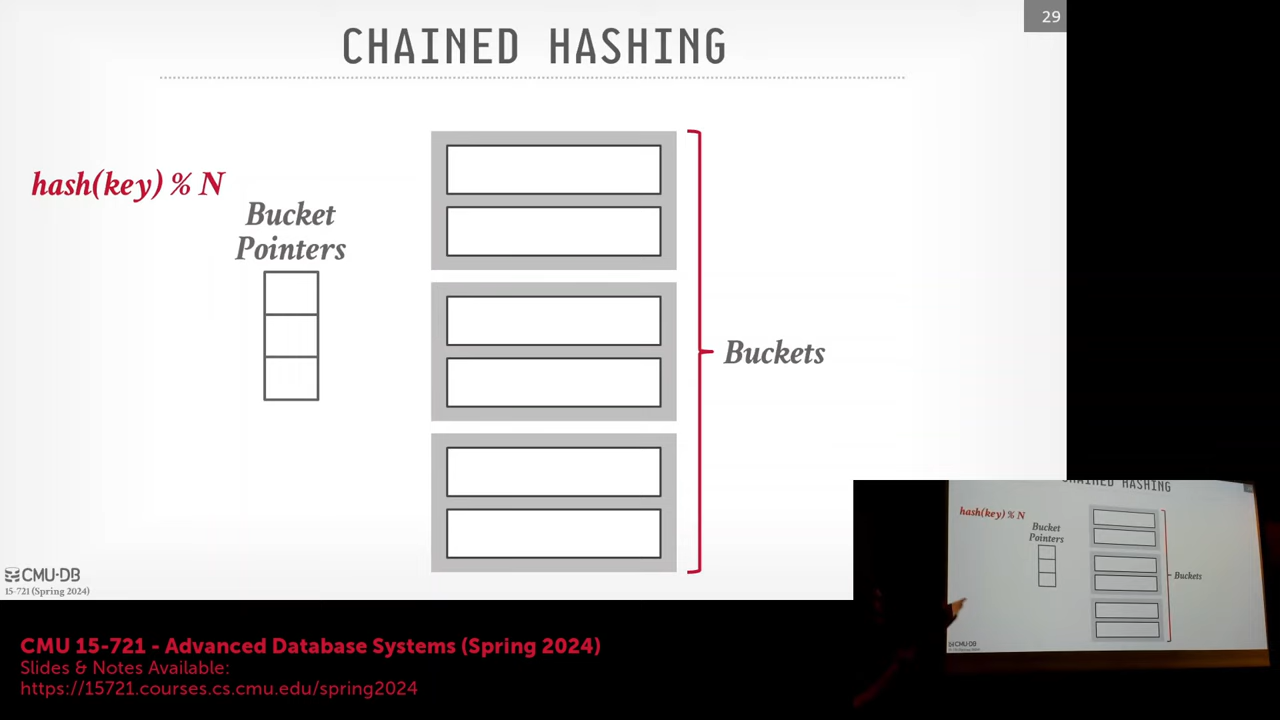 29
CHAINED HASHING
hash(key) % N
Bucket
Pointers
Buckets
CMU·DB
15-721 (Spring 2024)
CHAINED HASHING
hash(key) % N
Bucket
Pointers
Buckets
CMU·DB
CMU 15-721 - Advanced Database Systems (Spring 2024)
Slides & Notes Available:
https://15721.courses.cs.cmu.edu/spring2024